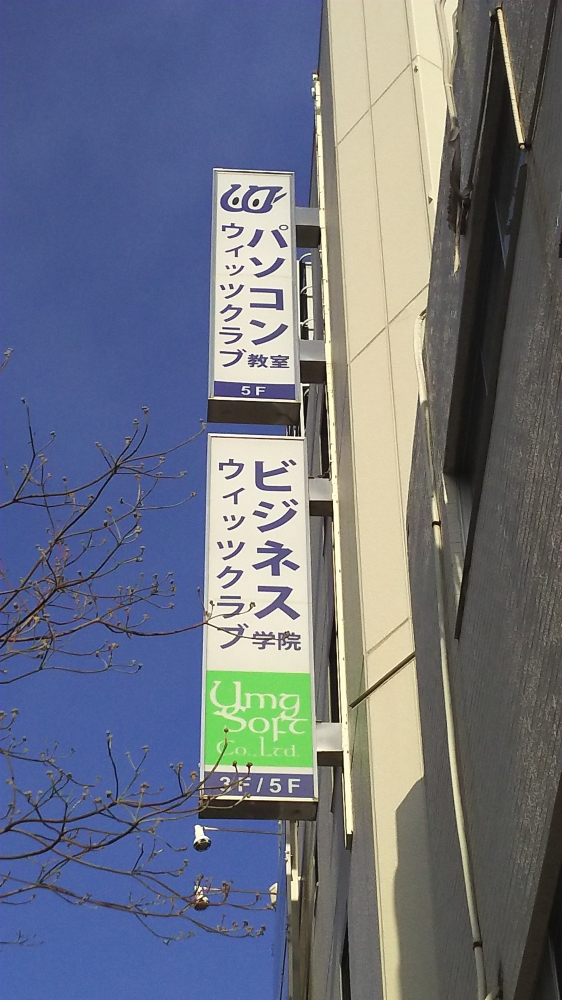 パソコン教室
ウィッツクラブ
5F
ビジネス学院
ウィッツクラブ
Umg
Soft
Co.,Ltd.
3F/5F